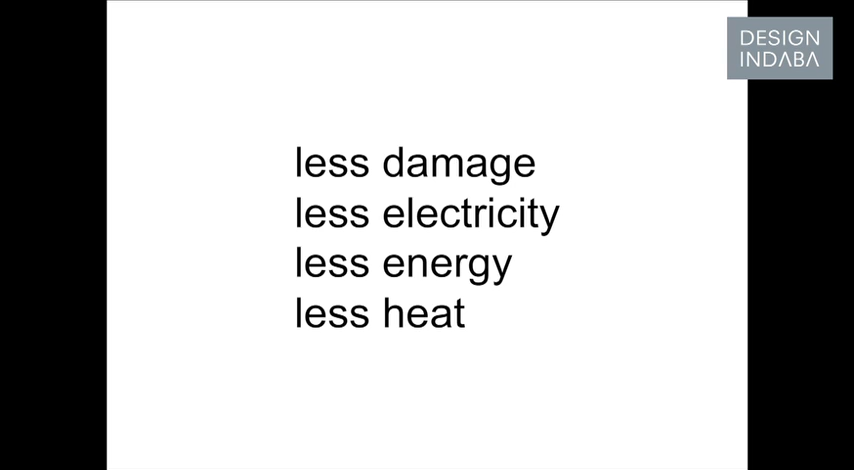 DESIGN
INDABA
less damage
less electricity
less energy
less heat